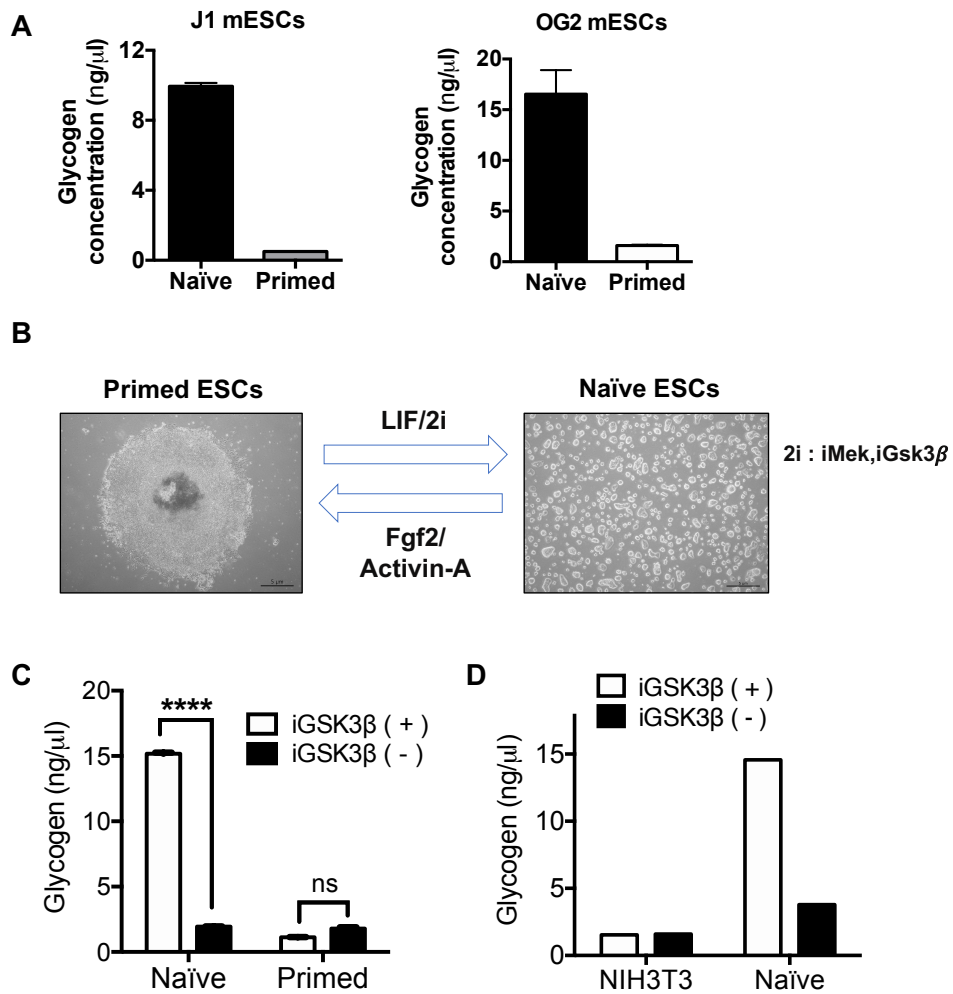 A
J1 mESCs
Glycogen
concentration (ng/µl)
12
8
4
0
Naïve Primed
OG2 mESCs
Glycogen
concentration (ng/µl)
20
15
10
5
0
Naïve Primed
B
Primed ESCs
LIF/2i
Fgf2/
Activin-A
Naïve ESCs
2i : iMek,iGsk3β
C
Glycogen (ng/µl)
20
15
10
5
0
****
ns
iGSK3β ( + )
iGSK3β ( - )
Naïve Primed
D
iGSK3β ( + )
iGSK3β ( - )
Glycogen (ng/µl)
15
10
5
0
NIH3T3 Naïve